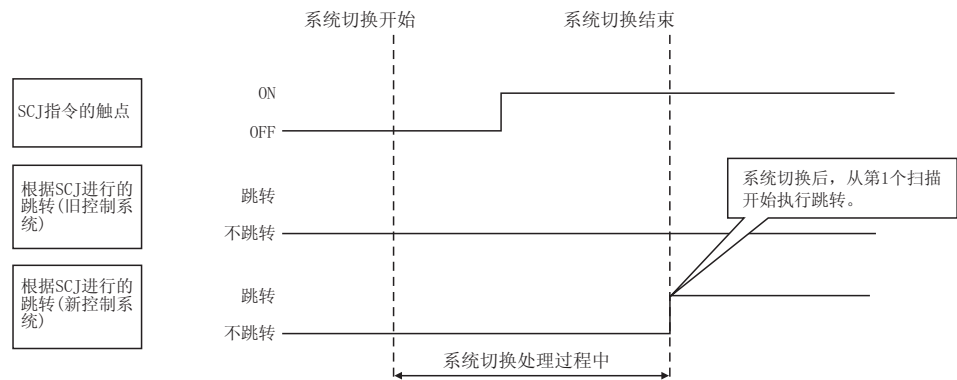 系统切换开始
系统切换结束
SCJ指令的触点
ON
OFF
根据SCJ进行的
跳转(旧控制系
统)
跳转
不跳转
系统切换后，从第1个扫描
开始执行跳转。
根据SCJ进行的
跳转(新控制系
统)
跳转
不跳转
系统切换处理过程中